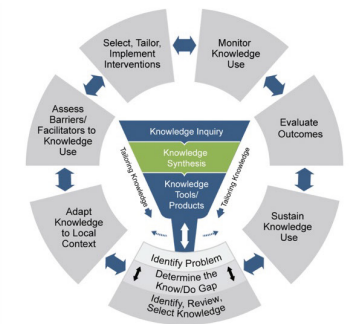 Select, Tailor,
Implement
Interventions
Monitor
Knowledge
Use
Assess
Barriers/
Facilitators to
Knowledge
Use
Evaluate
Outcomes
Knowledge Inquiry
Knowledge
Synthesis
Knowledge
Tools/
Products
Tailoring Knowledge
Tailoring Knowledge
Adapt
Knowledge
to Local
Context
Sustain
Knowledge
Use
Identify Problem
Determine the
Know/Do Gap
Identify, Review,
Select Knowledge